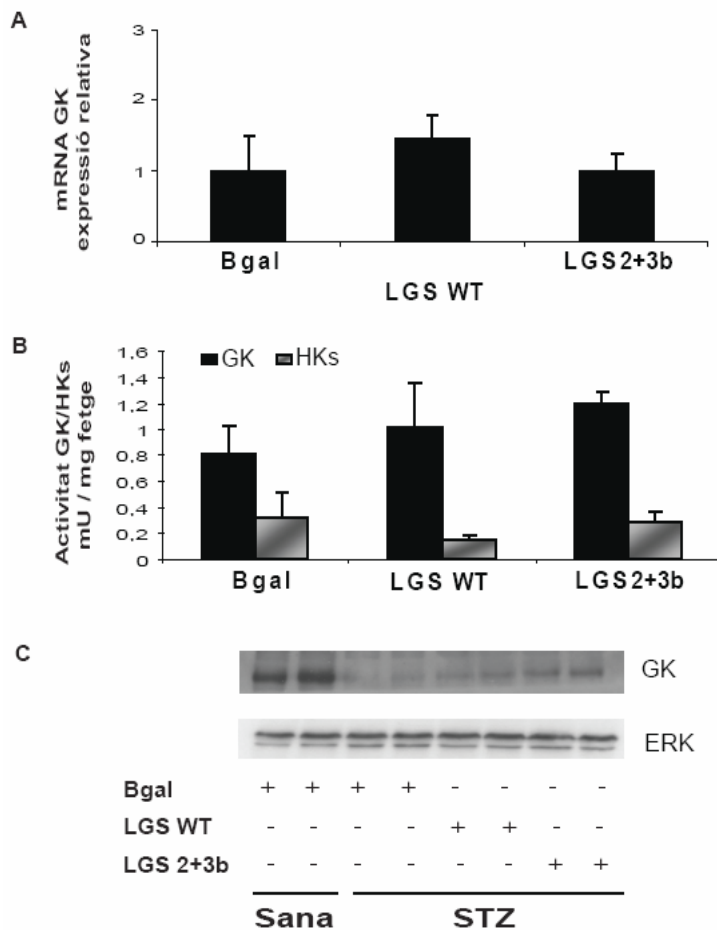 A
mRNA GK
expressió relativa
3
2
1
0
Bgal
LGS WT
LGS2+3b
B
Activitat GK/HKs
mU / mg fetge
1,6
1,4
1,2
1
0,8
0,6
0,4
0,2
0
GK HKs
Bgal LGS WT LGS2+3b
C
GK
ERK
Bgal + + + + - - - -
LGS WT - - - - + + - -
LGS 2+3b - - - - - - + +
Sana STZ